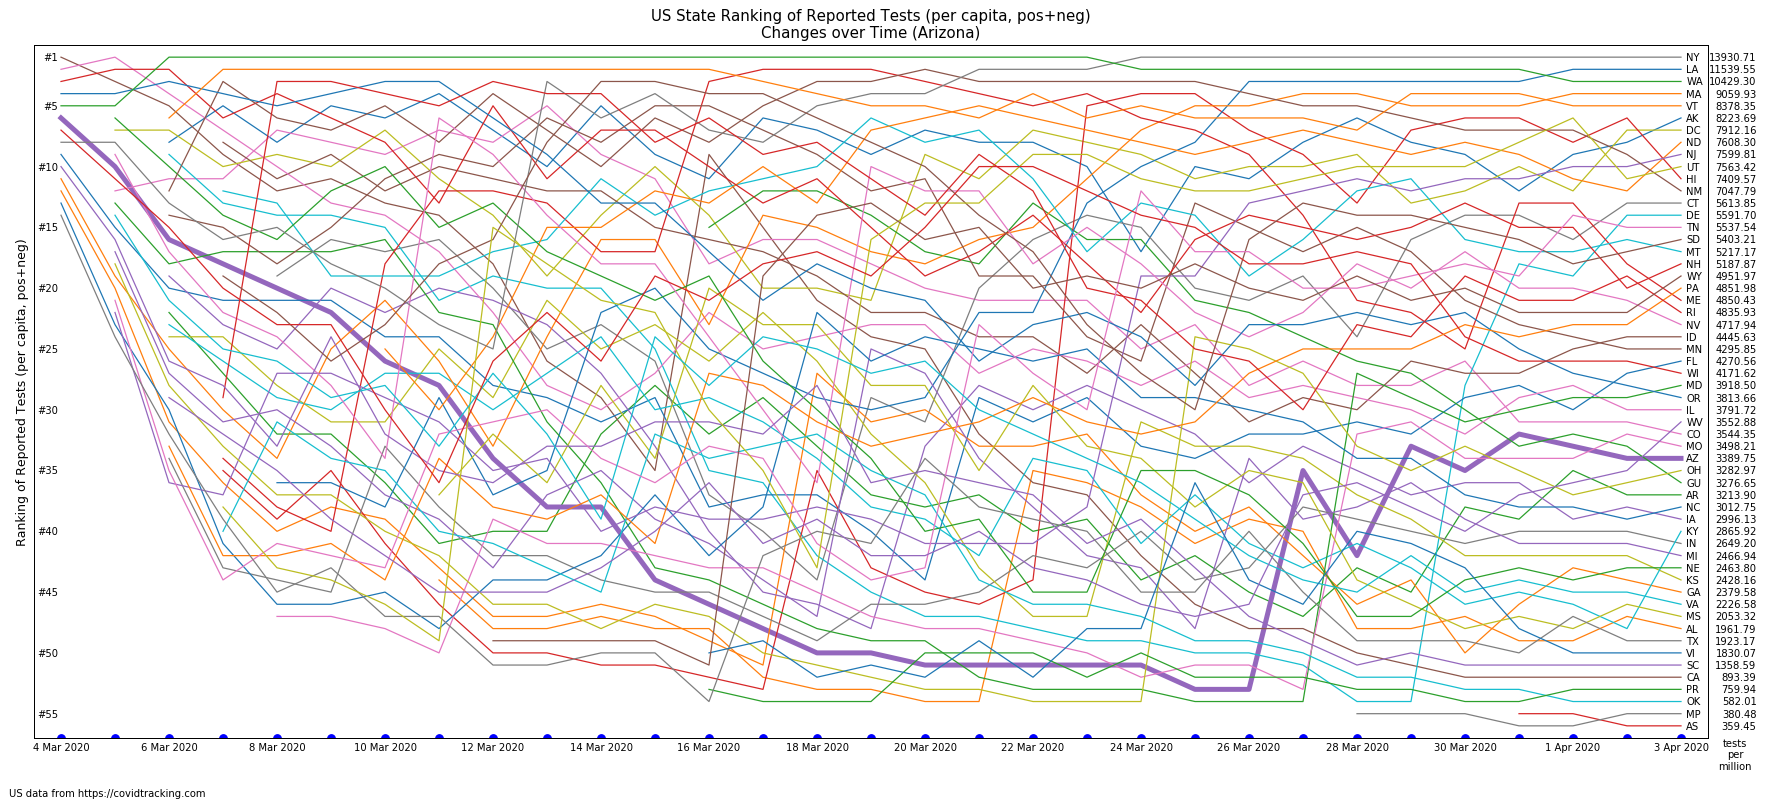 US State Ranking of Reported Tests (per capita, pos+neg)
Changes over Time (Arizona)
Ranking of Reported Tests (per capita, pos+neg)
#1
#5
#10
#15
#20
#25
#30
#35
#40
#45
#50
#55
NY 13930.71
LA 11539.55
WA 10429.30
MA 9059.93
VT 8378.35
AK 8223.69
DC 7912.16
ND 7608.30
NJ 7599.81
UT 7563.42
HI 7409.57
NM 7047.79
CT 5613.85
DE 5591.70
TN 5537.54
SD 5403.21
MT 5217.17
NH 5187.87
WY 4951.97
PA 4851.98
ME 4850.43
RI 4835.93
NV 4717.94
ID 4445.63
MN 4295.85
FL 4270.56
WI 4171.62
MD 3918.50
OR 3813.66
IL 3791.72
WV 3552.88
CO 3544.35
MO 3498.21
AZ 3389.75
OH 3282.97
GU 3276.65
AR 3213.90
NC 3012.75
IA 2996.13
KY 2865.92
IN 2649.20
MI 2466.94
NE 2463.80
KS 2428.16
GA 2379.58
VA 2226.58
MS 2053.32
AL 1961.79
TX 1923.17
VI 1830.07
SC 1358.59
CA 893.39
PR 759.94
OK 582.01
MP 380.48
AS 359.45
4 Mar 2020 6 Mar 2020 8 Mar 2020 10 Mar 2020 12 Mar 2020 14 Mar 2020 16 Mar 2020 18 Mar 2020 20 Mar 2020 22 Mar 2020 24 Mar 2020 26 Mar 2020 28 Mar 2020 30 Mar 2020 1 Apr 2020 3 Apr 2020
tests
per
million
US data from https://covidtracking.com